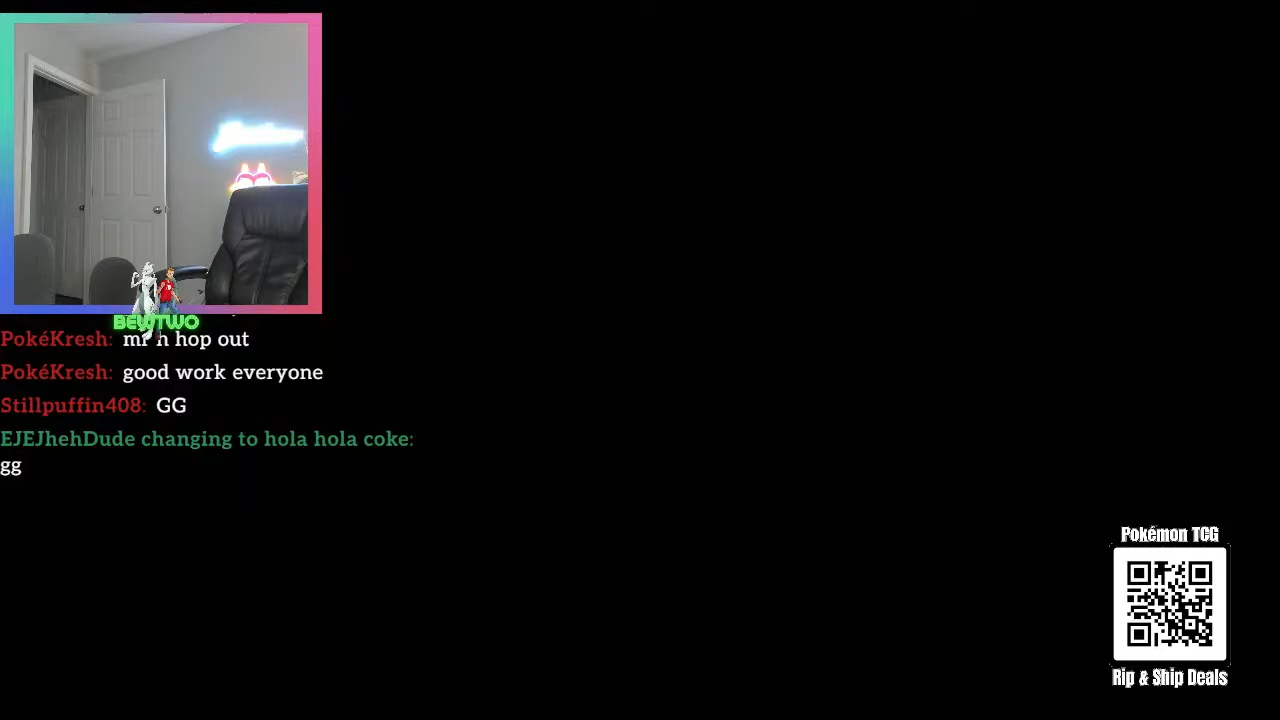 BEWTWO
PokéKresh: hop out
PokéKresh: good work everyone
Stillpuffin408: GG
EJEJhehDude changing to hola hola coke:
gg
Pokémon TCG
Rip & Ship Deals